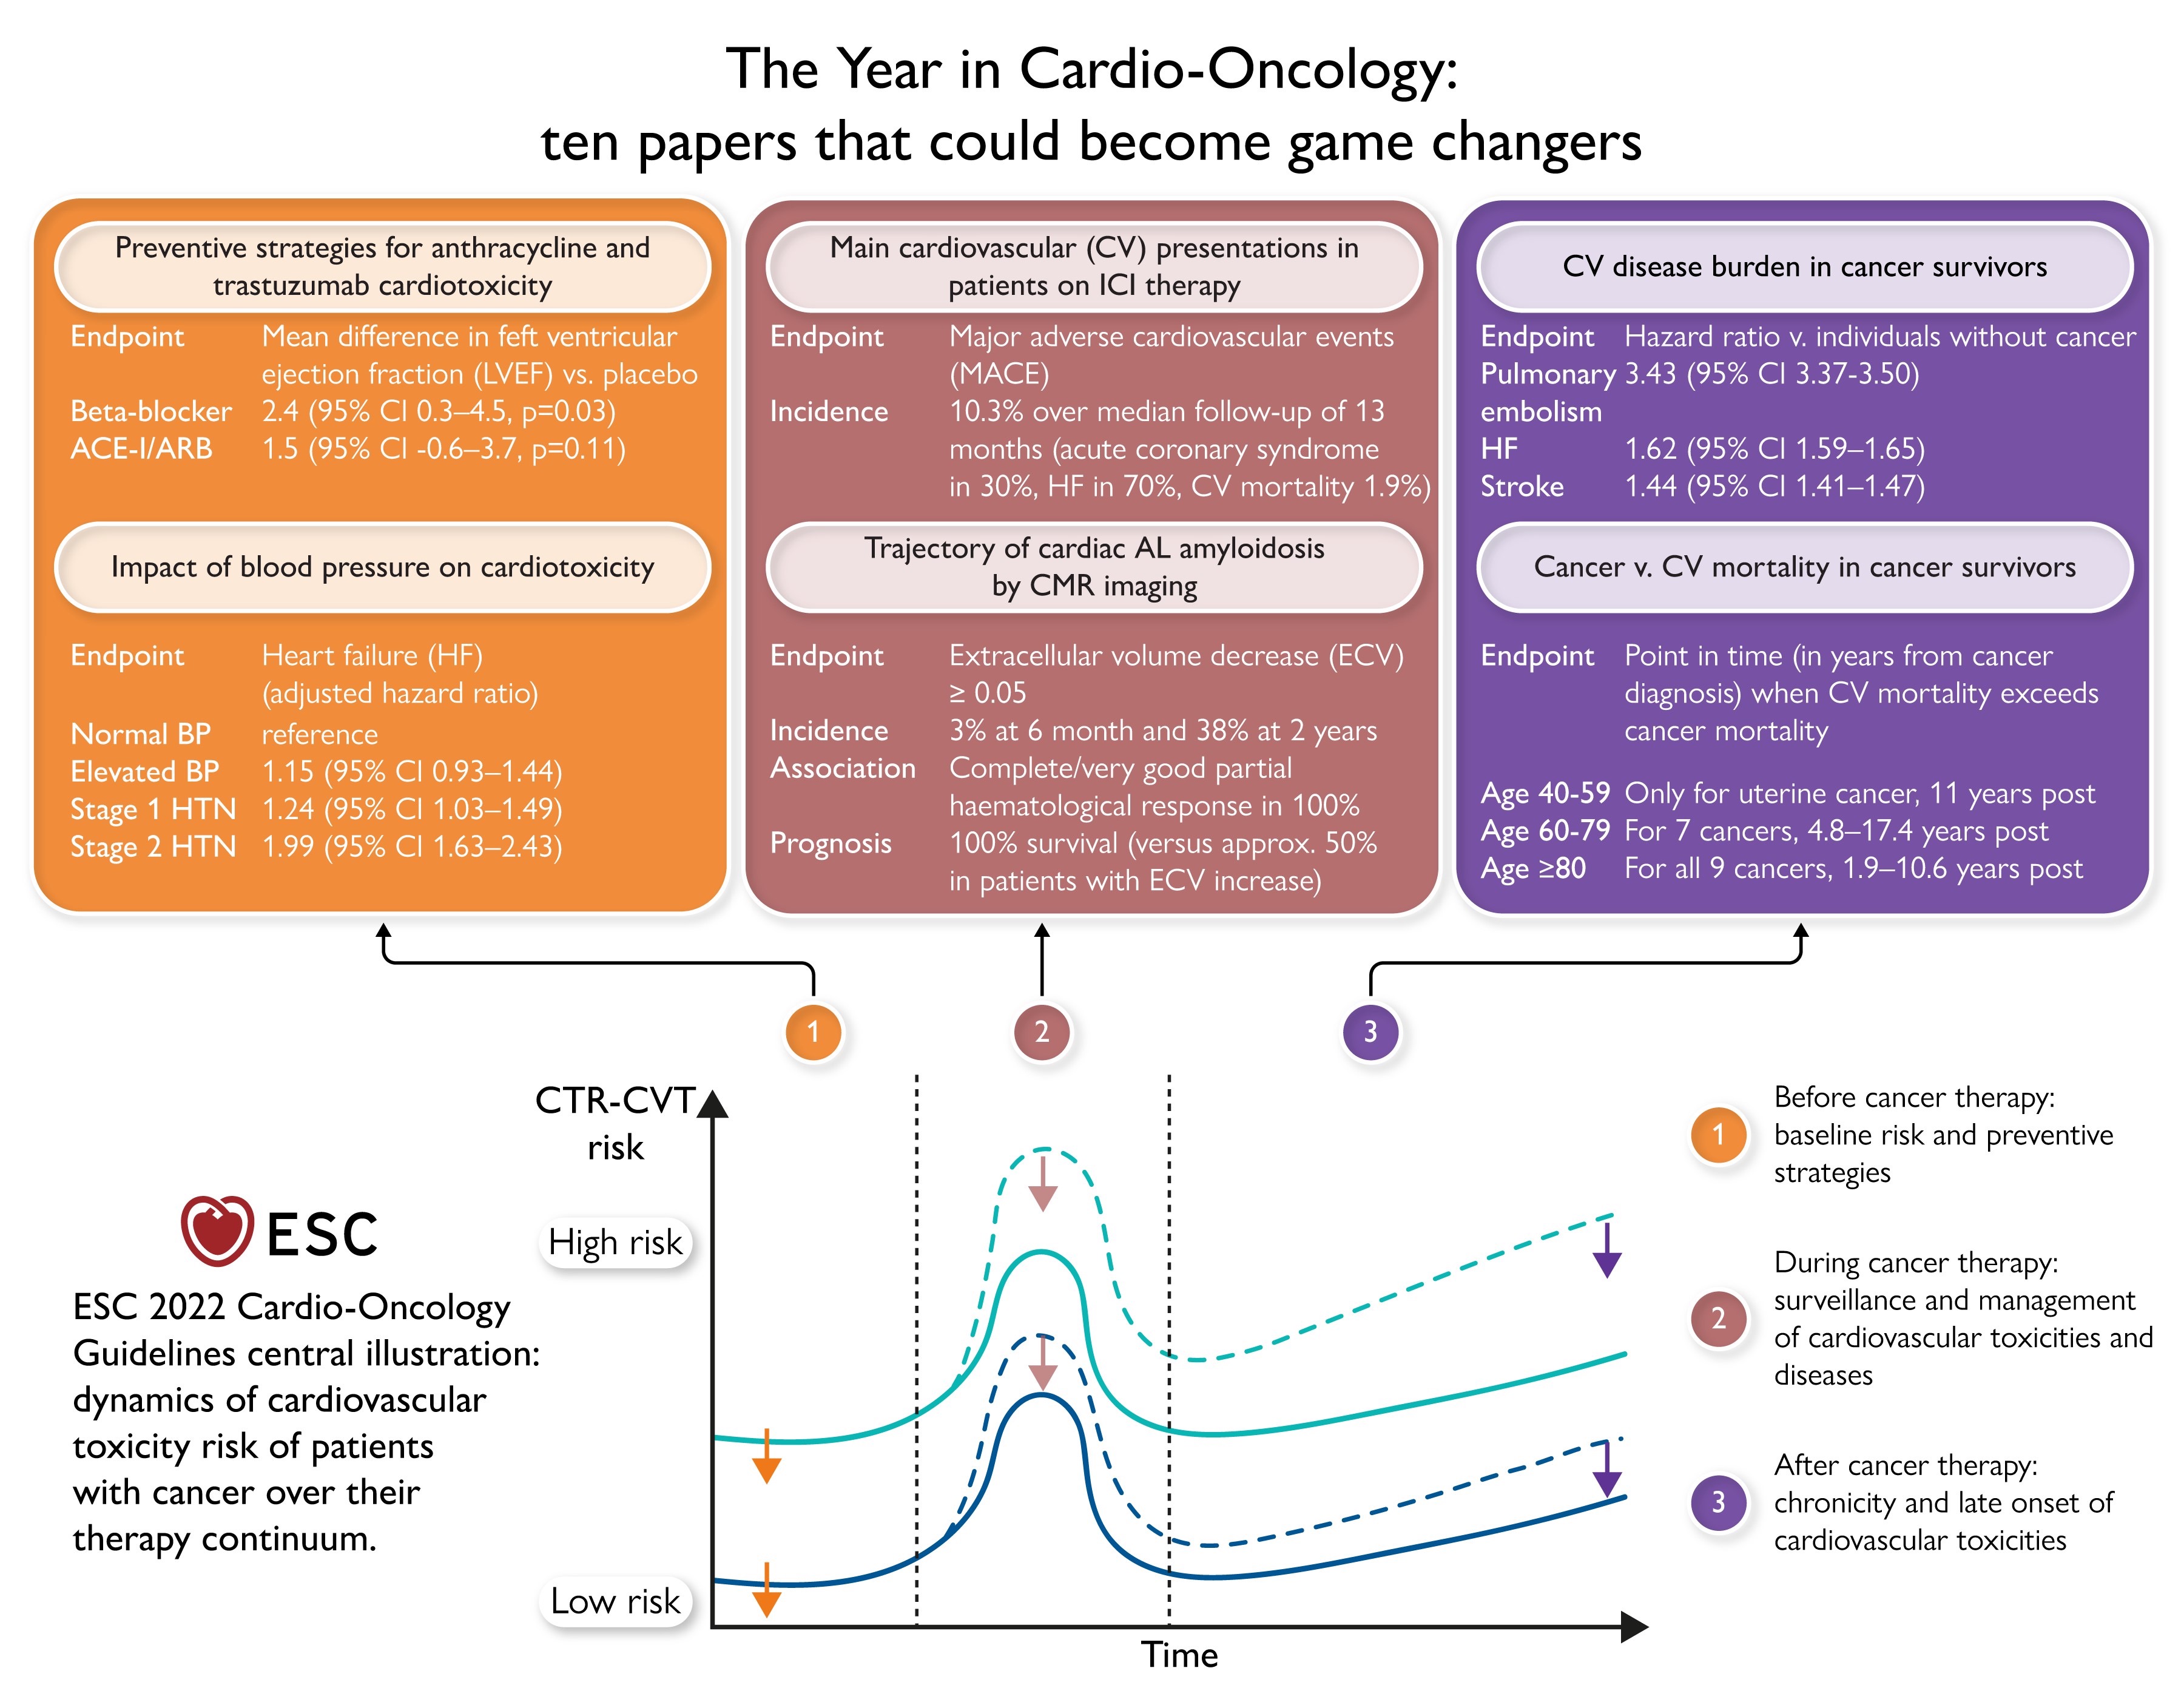 The Year in Cardio-Oncology:
ten papers that could become game changers
Preventive strategies for anthracycline and
trastuzumab cardiotoxicity
Endpoint Mean difference in feft ventricular
ejection fraction (LVEF) vs. placebo
Beta-blocker 2.4 (95% CI 0.3–4.5, p=0.03)
ACE-I/ARB 1.5 (95% CI -0.6–3.7, p=0.11)
Impact of blood pressure on cardiotoxicity
Endpoint Heart failure (HF)
(adjusted hazard ratio)
Normal BP reference
Elevated BP 1.15 (95% CI 0.93–1.44)
Stage 1 HTN 1.24 (95% CI 1.03–1.49)
Stage 2 HTN 1.99 (95% CI 1.63–2.43)
Main cardiovascular (CV) presentations in
patients on ICI therapy
Endpoint Major adverse cardiovascular events
(MACE)
Incidence 10.3% over median follow-up of 13
months (acute coronary syndrome
in 30%, HF in 70%, CV mortality 1.9%)
Trajectory of cardiac AL amyloidosis
by CMR imaging
Endpoint Extracellular volume decrease (ECV)
≥ 0.05
Incidence 3% at 6 month and 38% at 2 years
Association Complete/very good partial
haematological response in 100%
Prognosis 100% survival (versus approx. 50%
in patients with ECV increase)
CV disease burden in cancer survivors
Endpoint Hazard ratio v. individuals without cancer
Pulmonary 3.43 (95% CI 3.37-3.50)
embolism
HF 1.62 (95% CI 1.59–1.65)
Stroke 1.44 (95% CI 1.41–1.47)
Cancer v. CV mortality in cancer survivors
Endpoint Point in time (in years from cancer
diagnosis) when CV mortality exceeds
cancer mortality
Age 40-59 Only for uterine cancer, 11 years post
Age 60-79 For 7 cancers, 4.8–17.4 years post
Age ≥80 For all 9 cancers, 1.9–10.6 years post
1
2
3
ESC
ESC 2022 Cardio-Oncology
Guidelines central illustration:
dynamics of cardiovascular
toxicity risk of patients
with cancer over their
therapy continuum.
CTR-CVT
risk
High risk
Low risk
Time
1
Before cancer therapy:
baseline risk and preventive
strategies
2
During cancer therapy:
surveillance and management
of cardiovascular toxicities and
diseases
3
After cancer therapy:
chronicity and late onset of
cardiovascular toxicities